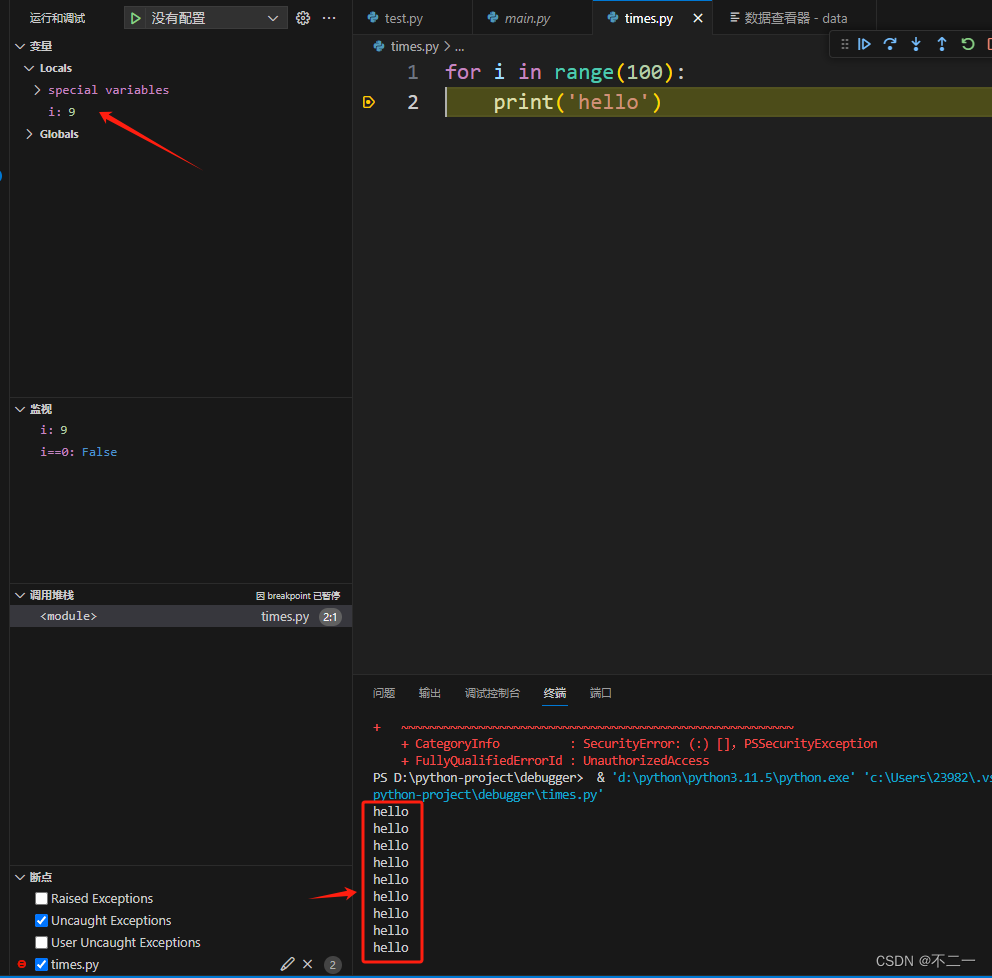 运行和调试 没有配置 ...
变量
Locals
special variables
i: 9
Globals
监视
i: 9
i==0: False
调用堆栈 因 breakpoint 已暂停
<module> times.py 2:1
断点
Raised Exceptions
Uncaught Exceptions
User Uncaught Exceptions
times.py 2
test.py main.py times.py 数据查看器 - data
times.py > ...
1 for i in range(100):
2 print('hello')
问题 输出 调试控制台 终端 端口
+ ~~~~~~~~~~~~~~~~~~~~~~~~~~~~~~~~~~~~~~~~~~~~~~~~~~~~~~~~
+ CategoryInfo : SecurityError: (:) [], PSSecurityException
+ FullyQualifiedErrorId : UnauthorizedAccess
PS D:\python-project\debugger> & 'd:\python\python3.11.5\python.exe' 'c:\Users\23982\.vs
python-project\debugger\times.py'
hello
hello
hello
hello
hello
hello
hello
hello
hello
CSDN @不二一